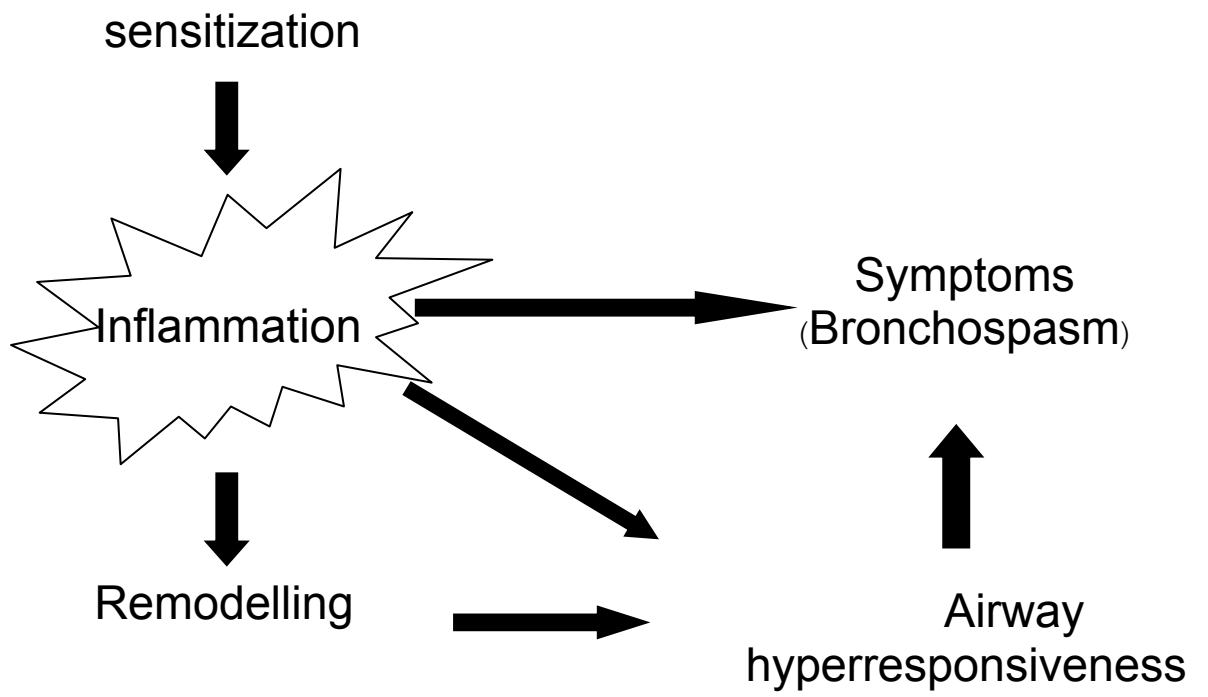 sensitization
Inflammation
Symptoms
(Bronchospasm)
Remodelling
Airway
hyperresponsiveness